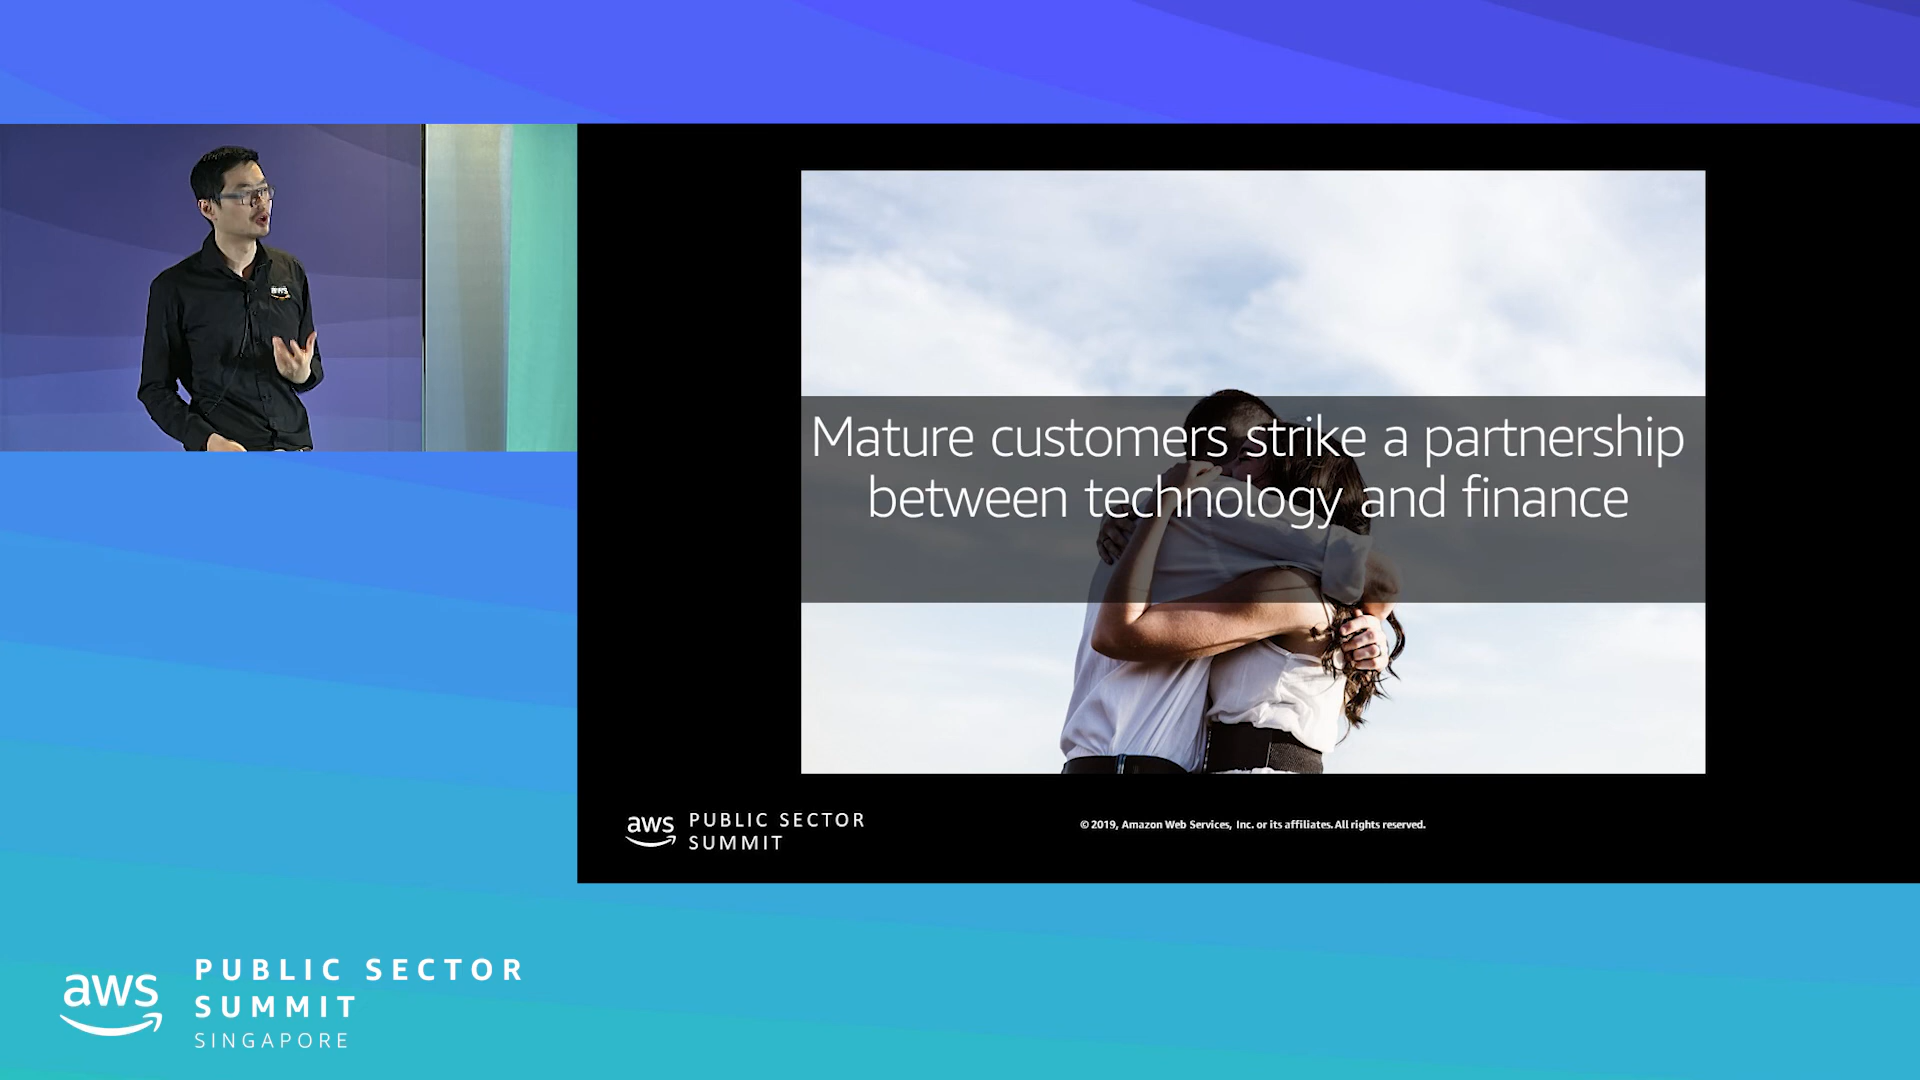 aws
Mature customers strike a partnership
between technology and finance
aws
PUBLIC SECTOR
SUMMIT
© 2019, Amazon Web Services, Inc. or its affiliates. All rights reserved.
aws
PUBLIC SECTOR
SUMMIT
SINGAPORE